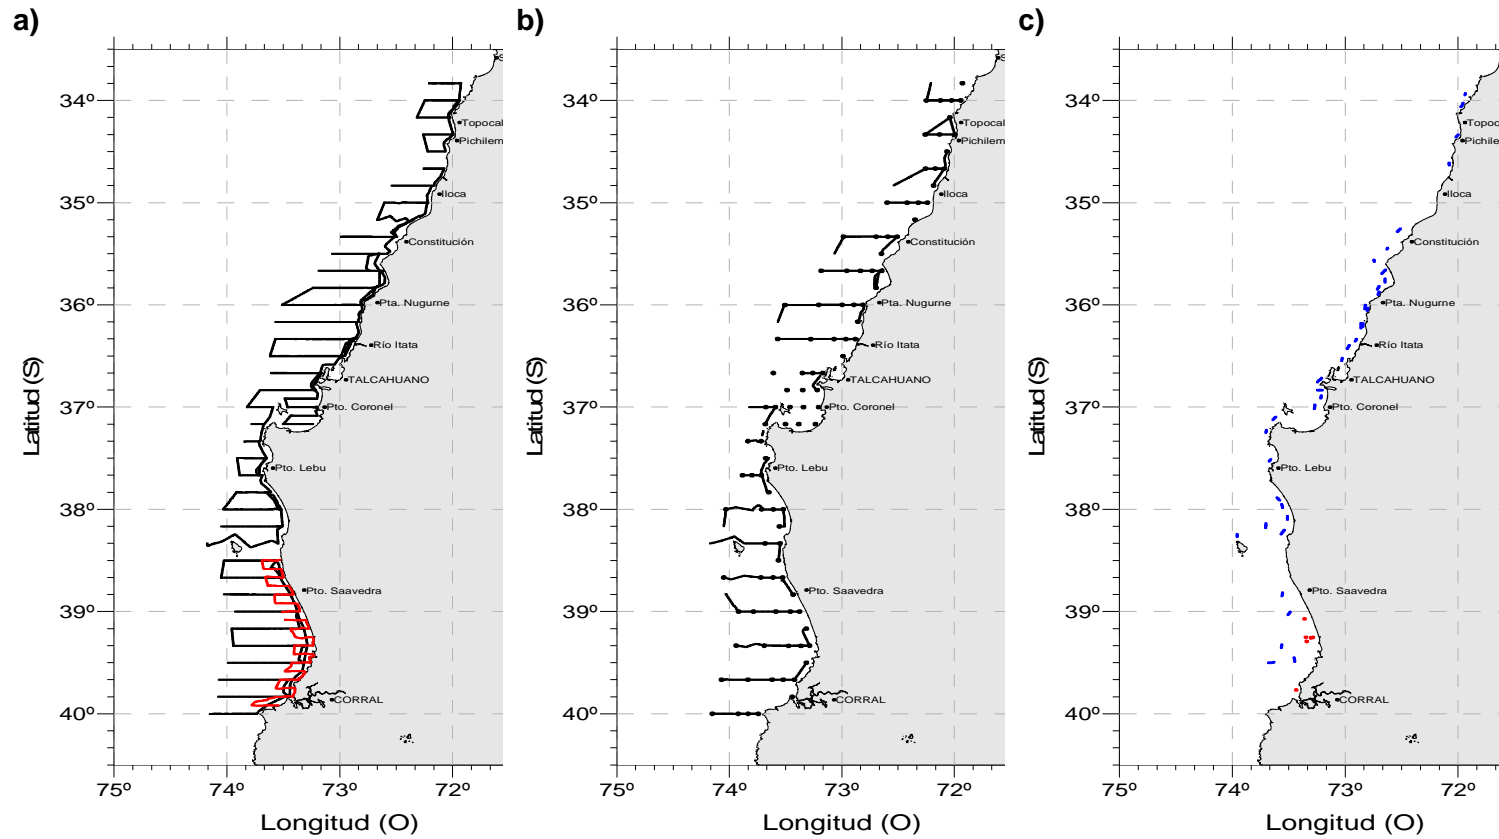 a)
34º
35º
36º
37º
38º
39º
40º
75º
74º
73º
72º
Latitud (S)
Longitud (O)
S
Topocal
Pichilem
Iloca
Constitución
Pta. Nugurne
Río Itata
TALCAHUANO
Pto. Coronel
Pto. Lebu
Pto. Saavedra
CORRAL
b)
34º
35º
36º
37º
38º
39º
40º
75º
74º
73º
72º
Latitud (S)
Longitud (O)
S
Topocal
Pichilem
Iloca
Constitución
Pta. Nugurne
Río Itata
TALCAHUANO
Pto. Coronel
Pto. Lebu
Pto. Saavedra
CORRAL
c)
34º
35º
36º
37º
38º
39º
40º
75º
74º
73º
72º
Latitud (S)
Longitud (O)
Topoc
Pichile
Iloca
Constitución
Pta. Nugurne
Río Itata
TALCAHUANO
Pto. Coronel
Pto. Lebu
Pto. Saavedra
CORRAL